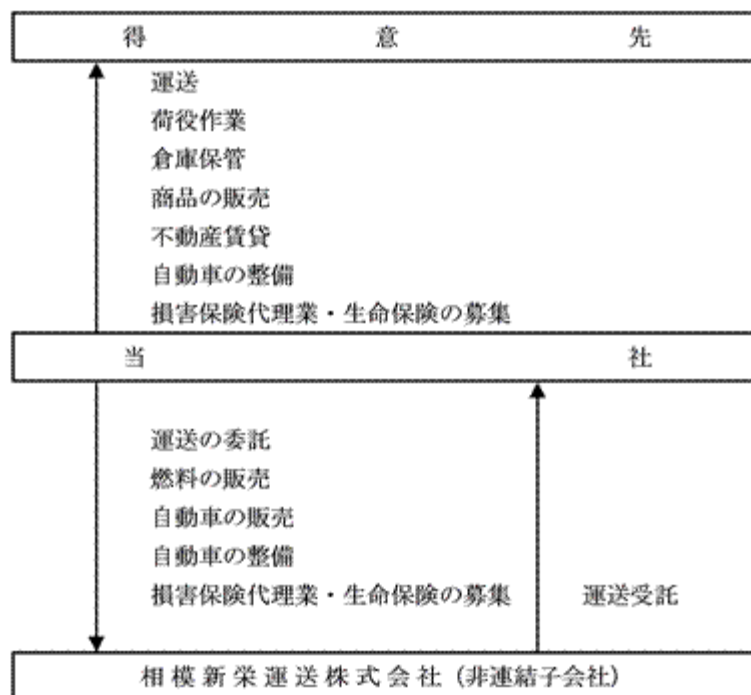 得意先
運送
荷役作業
倉庫保管
商品の販売
不動産賃貸
自動車の整備
損害保険代理業・生命保険の募集
当社
運送の委託
燃料の販売
自動車の販売
自動車の整備
損害保険代理業・生命保険の募集 運送受託
相模新栄運送株式会社(非連結子会社)